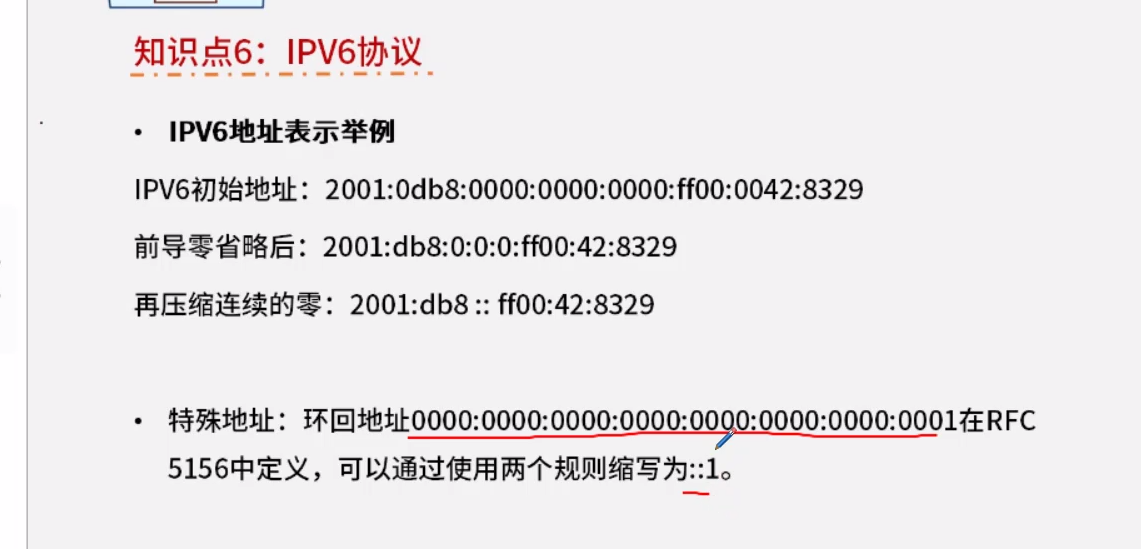 知识点6：IPV6协议
• IPV6地址表示举例
IPV6初始地址：2001:0db8:0000:0000:0000:ff00:0042:8329
前导零省略后：2001:db8:0:0:0:ff00:42:8329
再压缩连续的零：2001:db8 :: ff00:42:8329
• 特殊地址：环回地址0000:0000:0000:0000:0000:0000:0000:0001在RFC
5156中定义，可以通过使用两个规则缩写为::1。